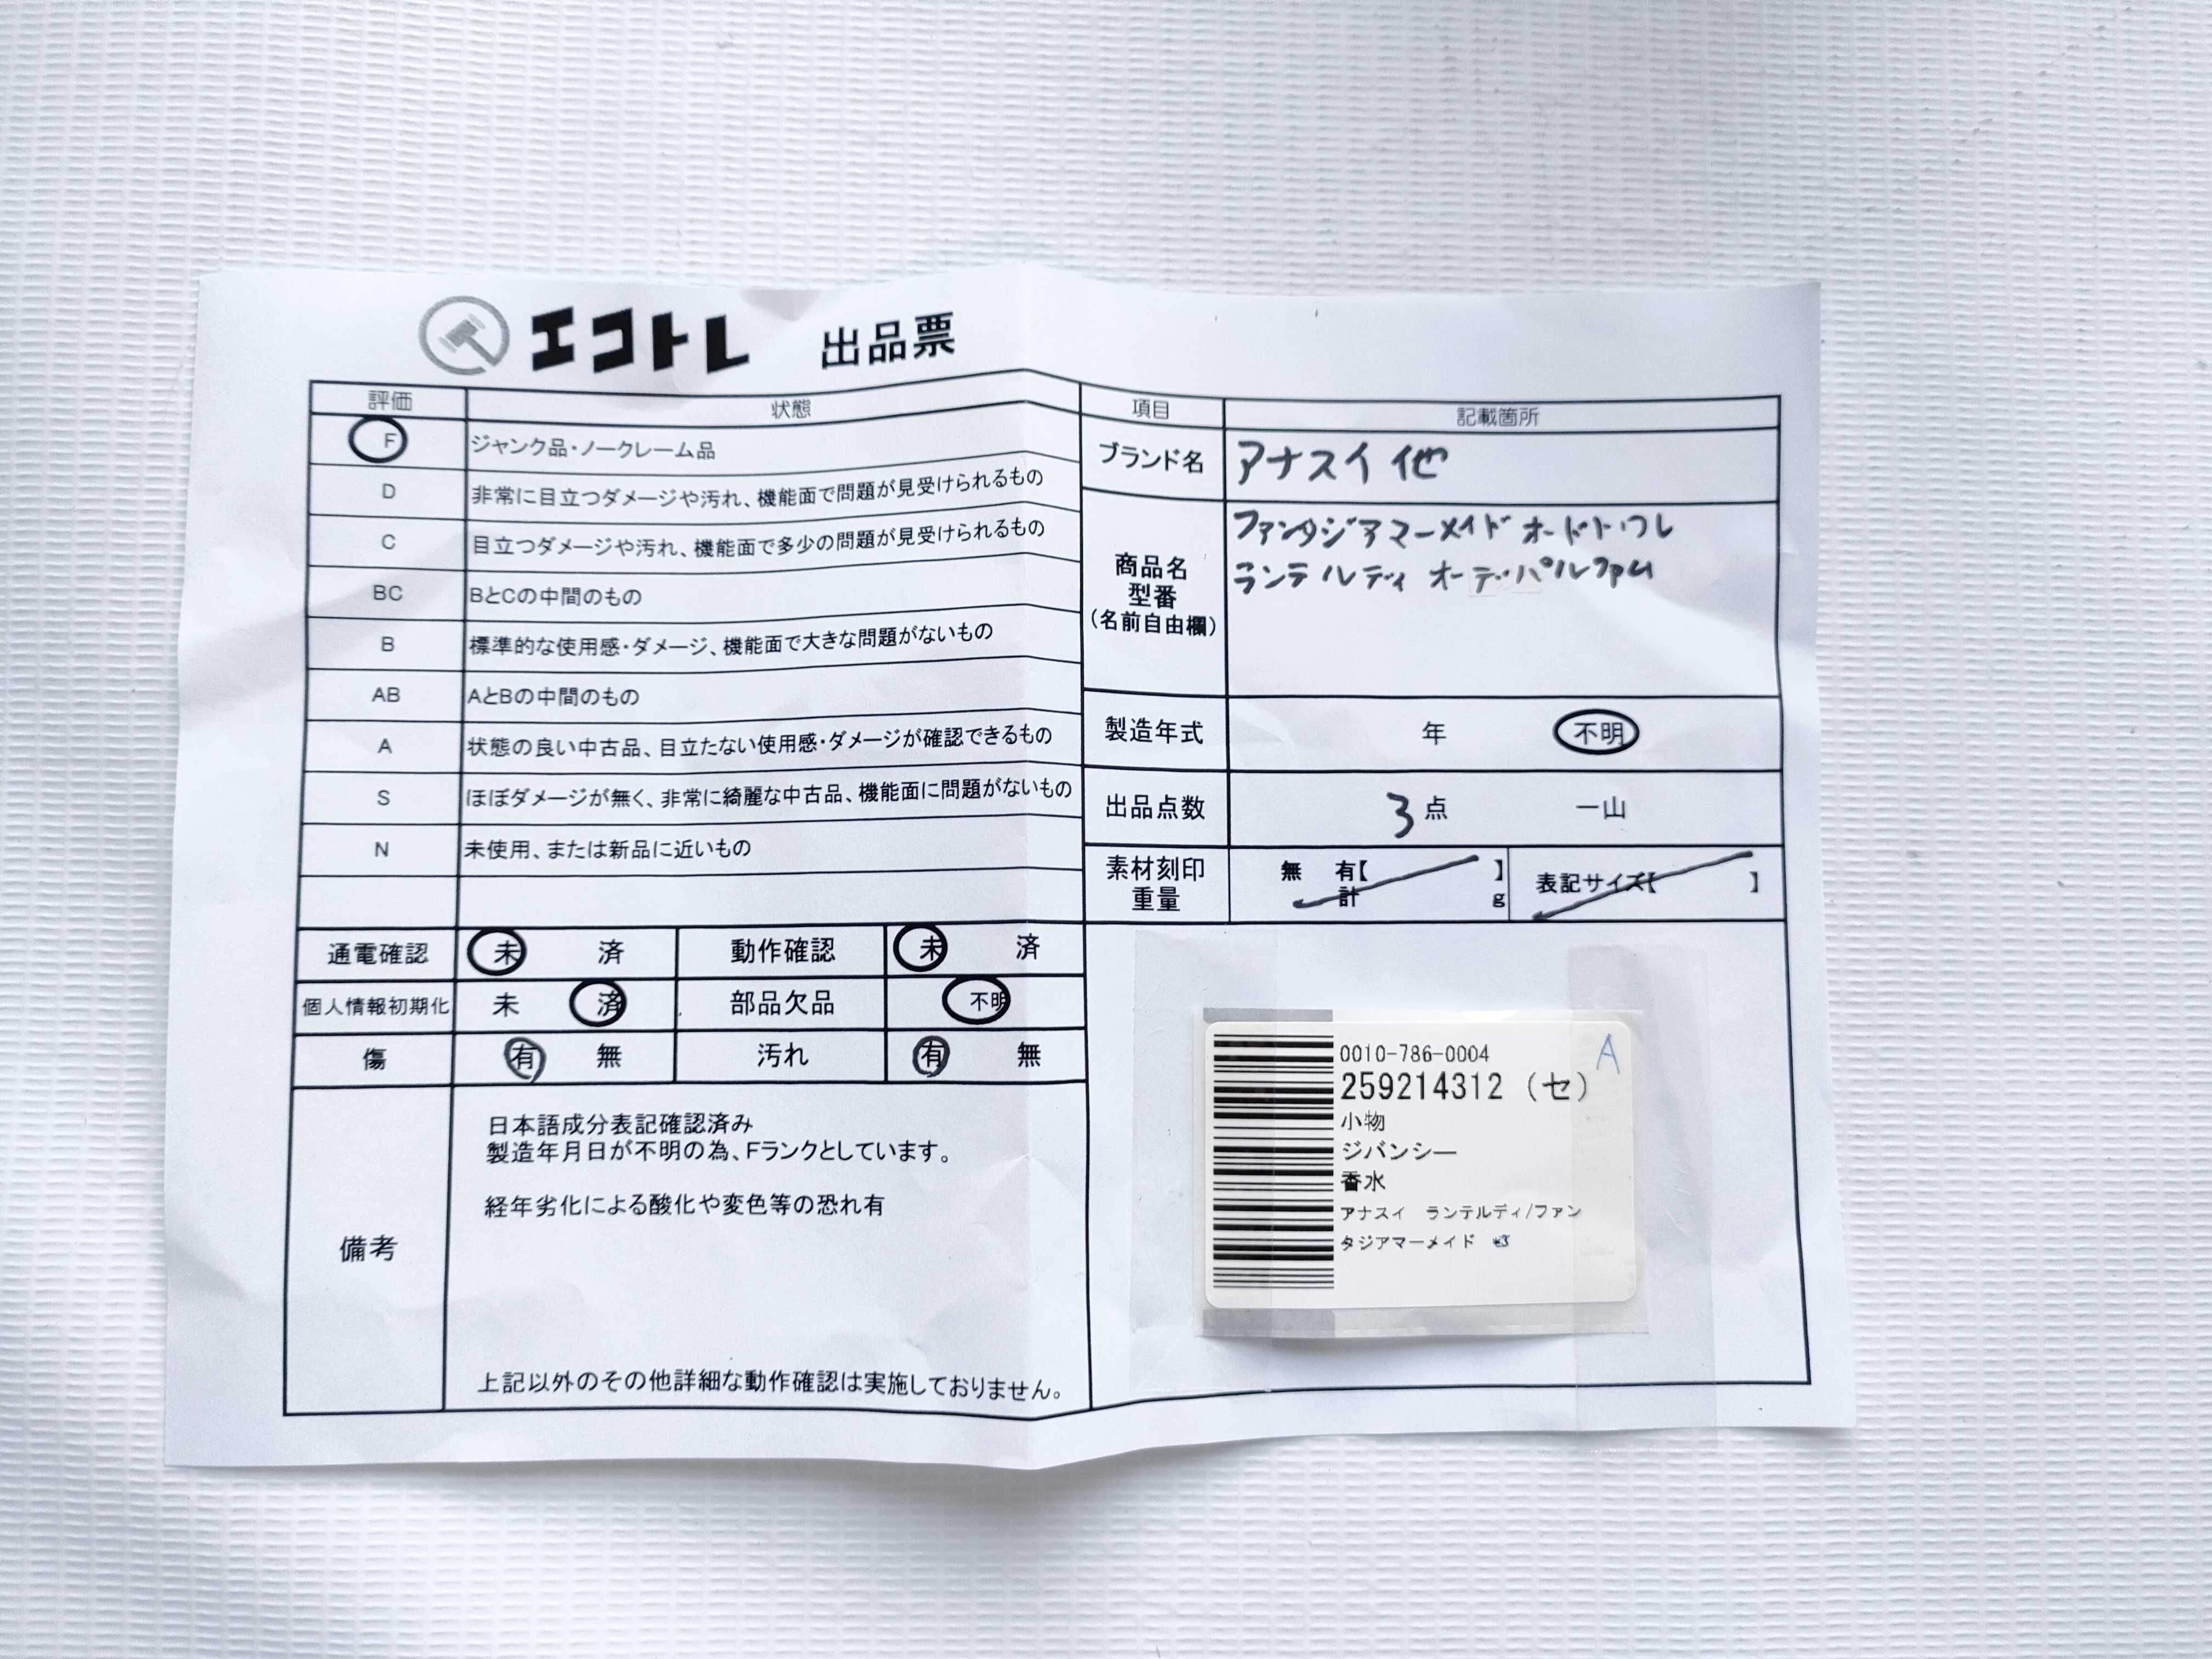 エコトレ 出品票
評価 状態
F ジャンク品・ノークレーム品
D 非常に目立つダメージや汚れ、機能面で問題が見受けられるもの
C 目立つダメージや汚れ、機能面で多少の問題が見受けられるもの
BC BとCの中間のもの
B 標準的な使用感・ダメージ、機能面で大きな問題がないもの
AB AとBの中間のもの
A 状態の良い中古品、目立たない使用感・ダメージが確認できるもの
S ほぼダメージが無く、非常に綺麗な中古品、機能面に問題がないもの
N 未使用、または新品に近いもの
通電確認 未 済 動作確認 未 済
個人情報初期化 未 済 部品欠品 不明
傷 有 無 汚れ 有 無
備考
日本語成分表記確認済み
製造年月日が不明の為、Fランクとしています。
経年劣化による酸化や変色等の恐れ有
上記以外のその他詳細な動作確認は実施しておりません。
項目 記載箇所
ブランド名 アナスイ 他
商品名
型番
(名前自由欄)
ファンタジアマーメイド オードトワレ
ランテルディ オーデパルファム
製造年式 年 不明
出品点数 3点 一山
素材刻印
重量
無 有【 】
計 g
表記サイズ【 】
0010-786-0004 A
259214312 (セ)
小物
ジバンシー
香水
アナスイ ランテルディ/ファン
タジアマーメイド